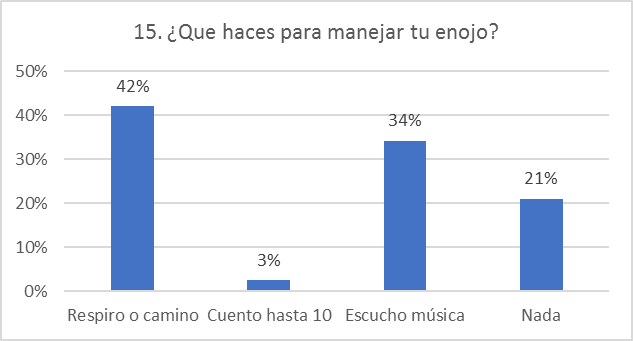 15. ¿Que haces para manejar tu enojo?
50%
40%
30%
20%
10%
0%
42%
3%
34%
21%
Respiro o camino
Cuento hasta 10
Escucho música
Nada